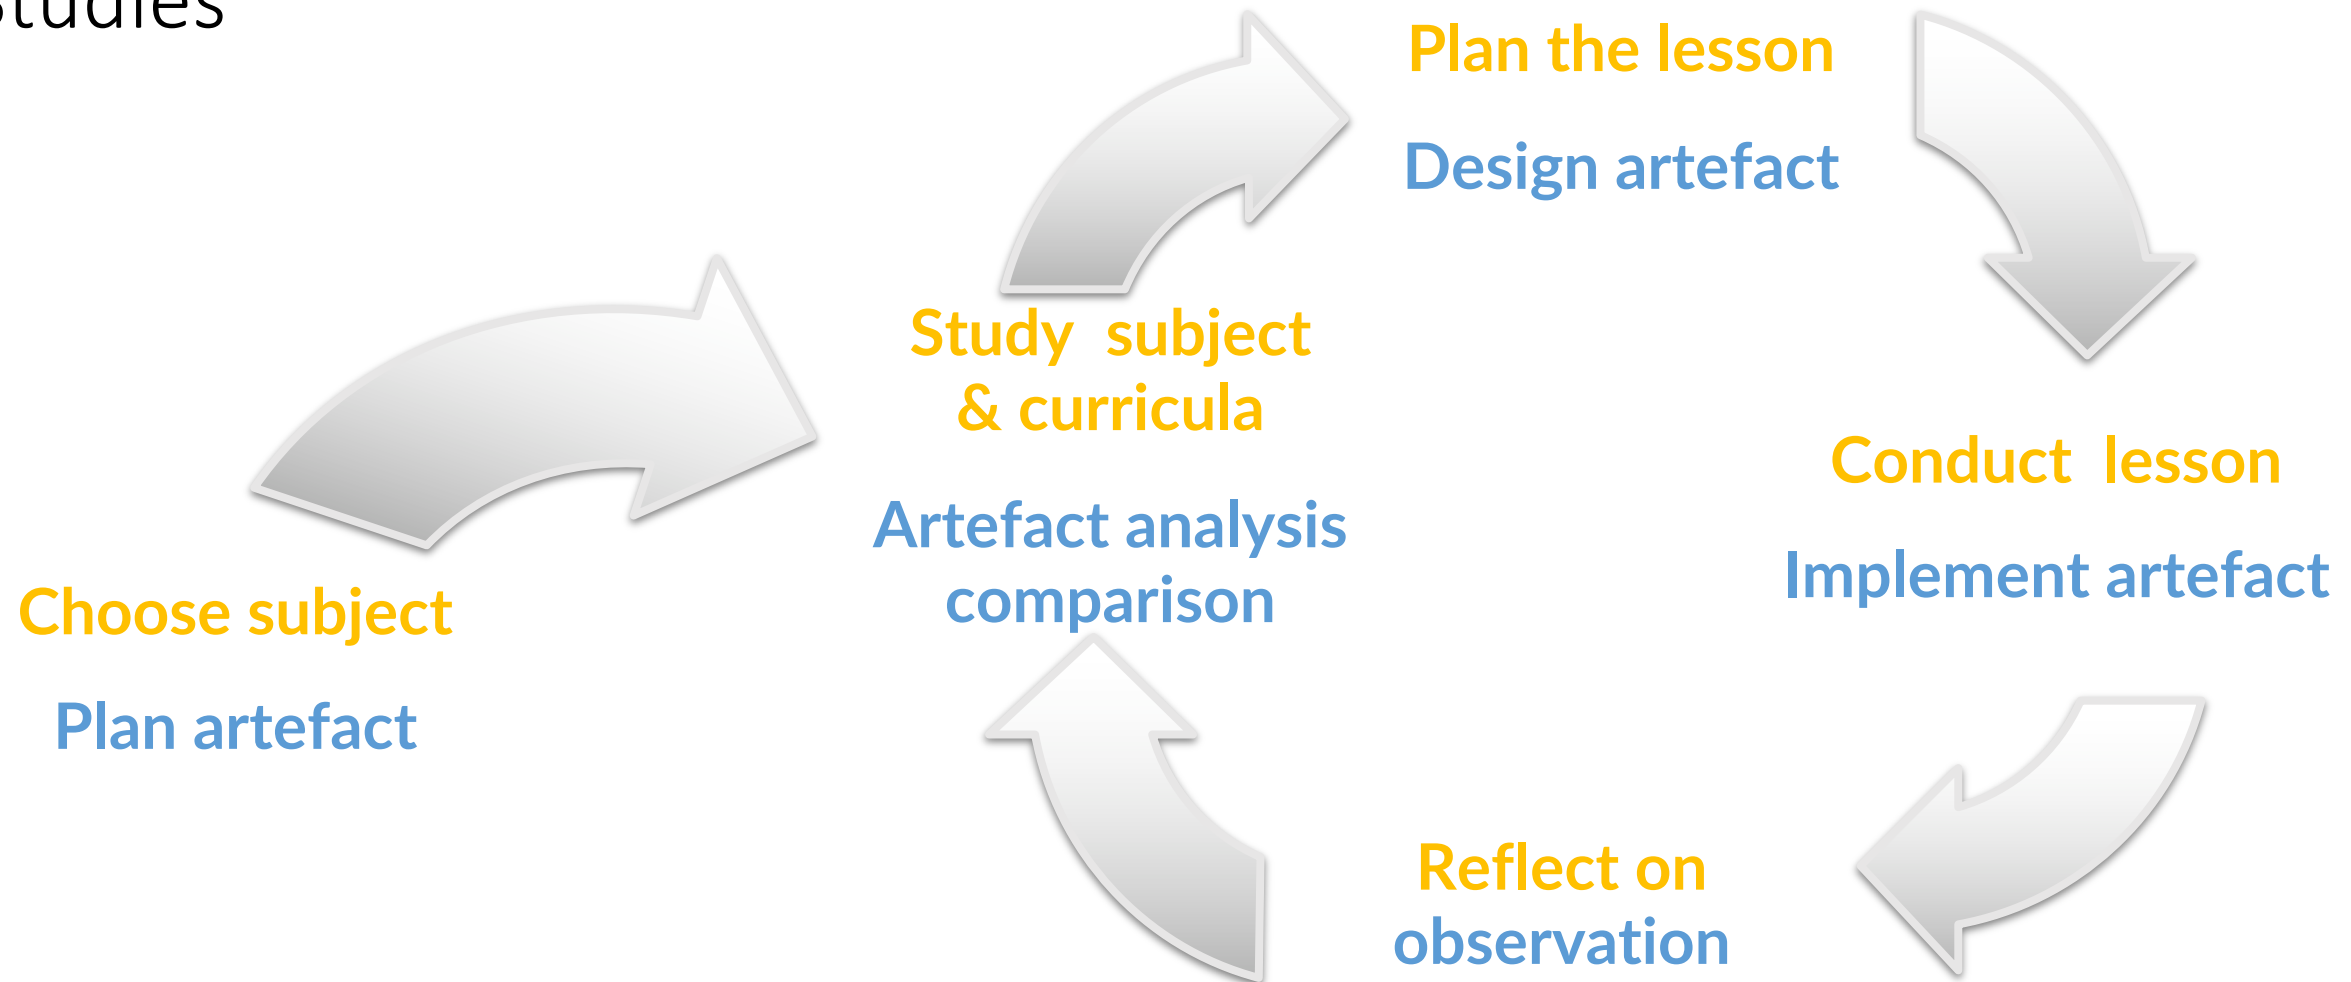 Studies
Plan the lesson
Design artefact
Study subject
& curricula
Artefact analysis
comparison
Conduct lesson
Implement artefact
Choose subject
Plan artefact
Reflect on
observation